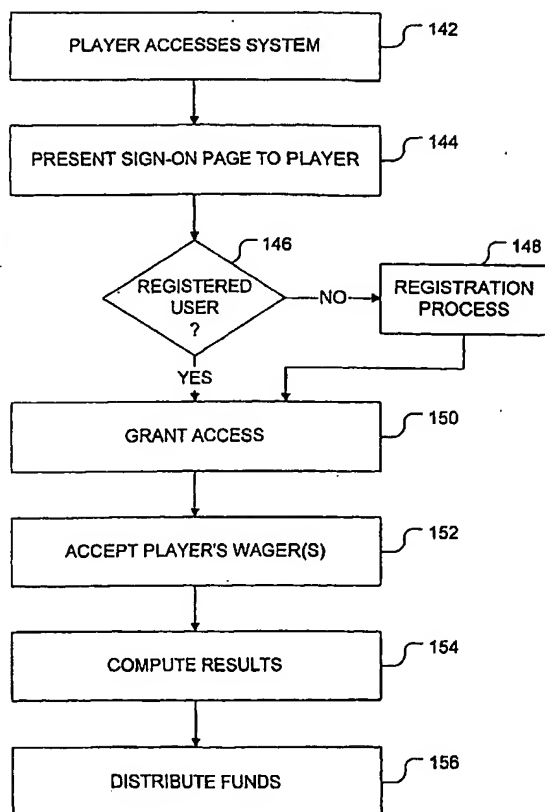 PLAYER ACCESSES SYSTEM
142
PRESENT SIGN-ON PAGE TO PLAYER
144
146
REGISTERED
USER
?
NO
148
REGISTRATION
PROCESS
YES
GRANT ACCESS
150
ACCEPT PLAYER'S WAGER(S)
152
COMPUTE RESULTS
154
DISTRIBUTE FUNDS
156